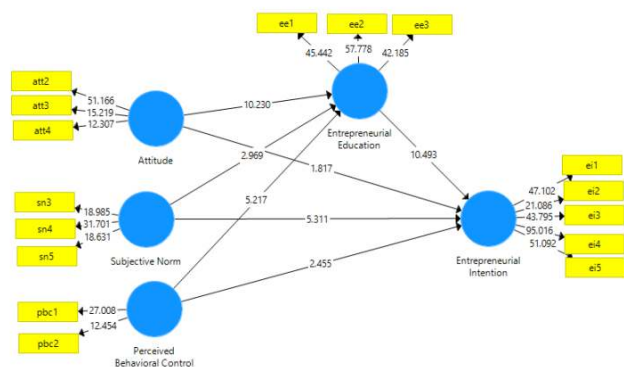 ee1
ee2
ee3
45.442
57.778
42.185
att2
att3
att4
51.166
15.219
12.307
Attitude
10.230
Entrepreneurial
Education
2.969
1.817
10.493
5.217
sn3
sn4
sn5
18.985
31.701
18.631
Subjective Norm
5.311
2.455
ei1
ei2
ei3
ei4
ei5
47.102
21.086
43.795
95.016
51.092
Entrepreneurial
Intention
pbc1
pbc2
27.008
12.454
Perceived
Behavioral Control